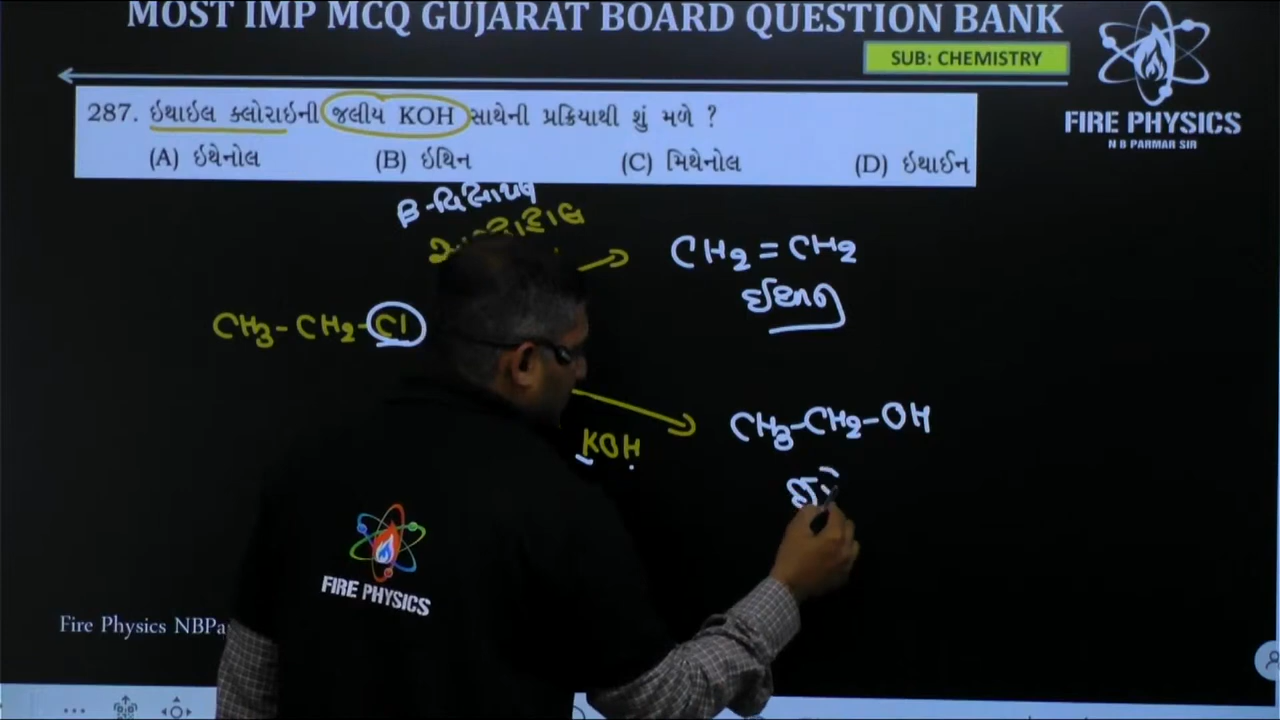 MOST IMP MCQ GUJARAT BOARD QUESTION BANK
SUB: CHEMISTRY
FIRE PHYSICS
N B PARMAR SIR
287. ઇથાઇલ ક્લોરાઇની જલીય KOH સાથેની પ્રક્રિયાથી શું મળે ?
(A) ઇથેનોલ (B) ઇથિન (C) મિથેનોલ (D) ઇથાઈન
β-વિલોપન
CH2=CH2
CH3-CH2-Cl
CH3-CH2-OH
KOH
FIRE PHYSICS
Fire Physics NBPa